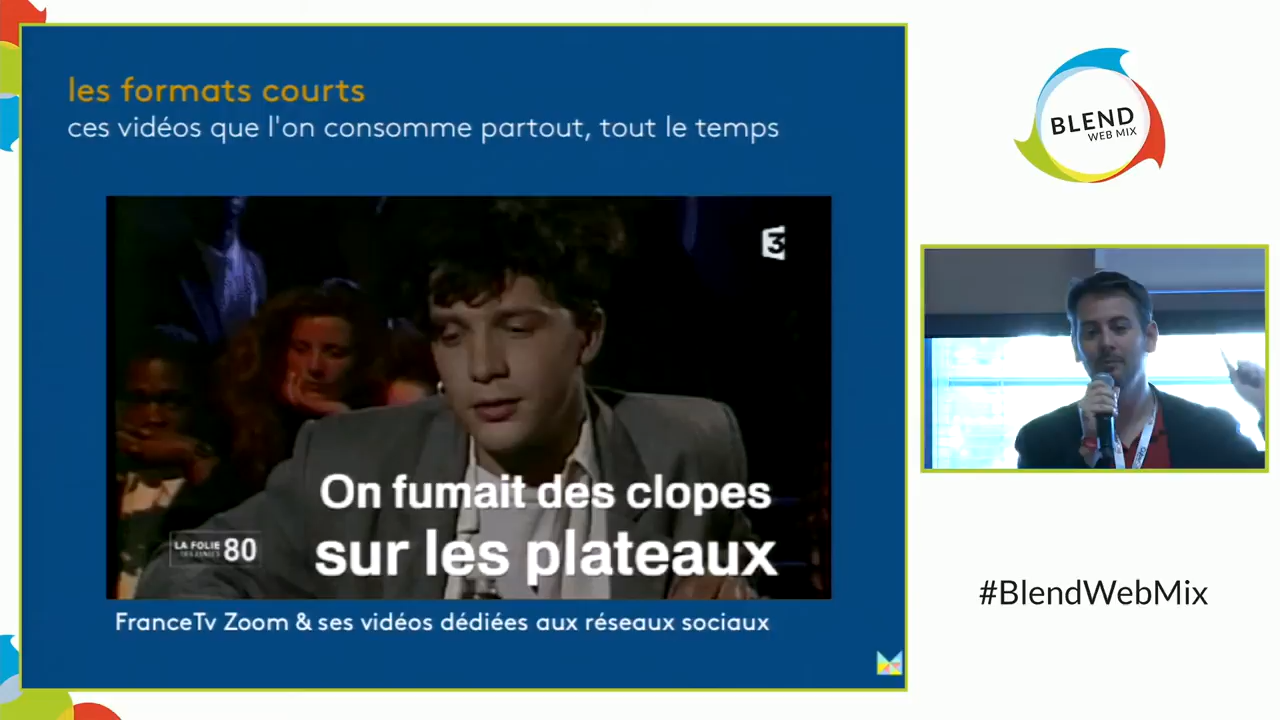 les formats courts
ces vidéos que l'on consomme partout, tout le temps
3
On fumait des clopes
sur les plateaux
LA FOLIE
80
FranceTv Zoom & ses vidéos dédiées aux réseaux sociaux
BLEND
WEB MIX
#BlendWebMix